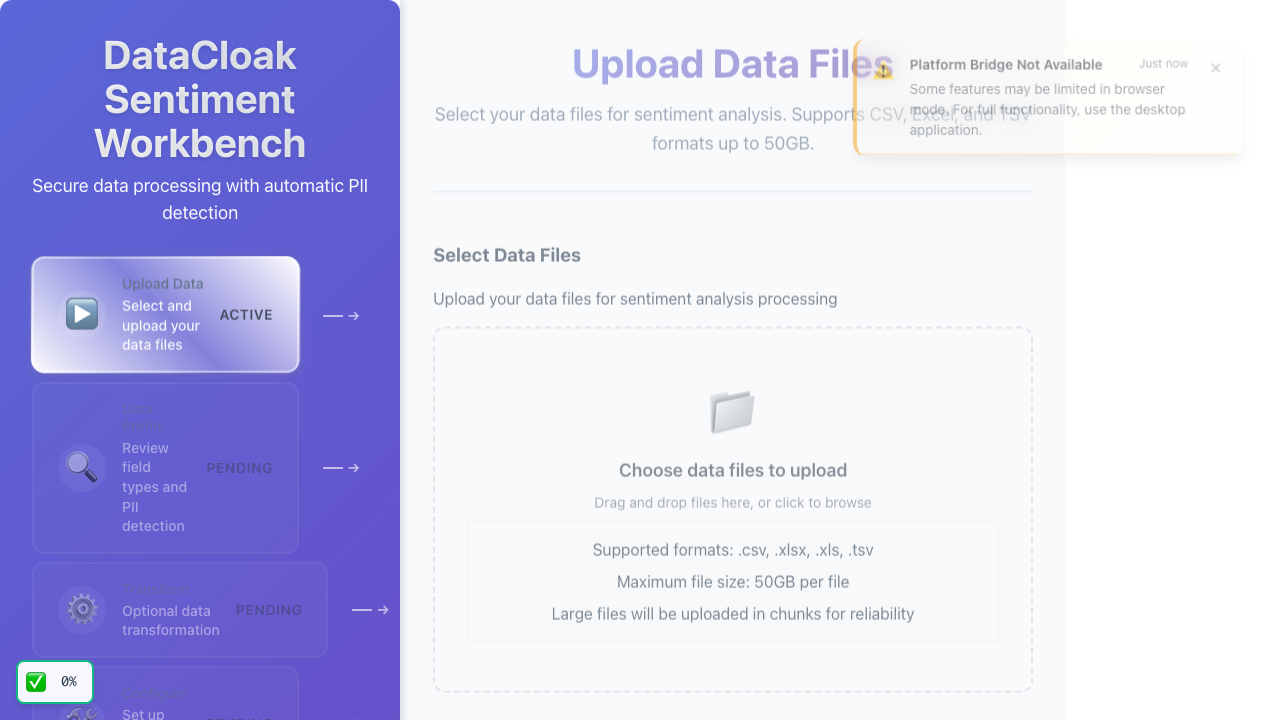 DataCloak
Sentiment
Workbench
Secure data processing with automatic PII
detection
Upload Data
Select and
upload your
data files
ACTIVE
Review
field
types and
PII
detection
PENDING
Optional data
transformation
PENDING
Set up
0%
Upload Data Files
Select your data files for sentiment analysis. Supports CSV, Excel, and TSV
formats up to 50GB.
Select Data Files
Upload your data files for sentiment analysis processing
Choose data files to upload
Drag and drop files here, or click to browse
Supported formats: .csv, .xlsx, .xls, .tsv
Maximum file size: 50GB per file
Large files will be uploaded in chunks for reliability
Platform Bridge Not Available
Just now
×
Some features may be limited in browser
mode. For full functionality, use the desktop
application.